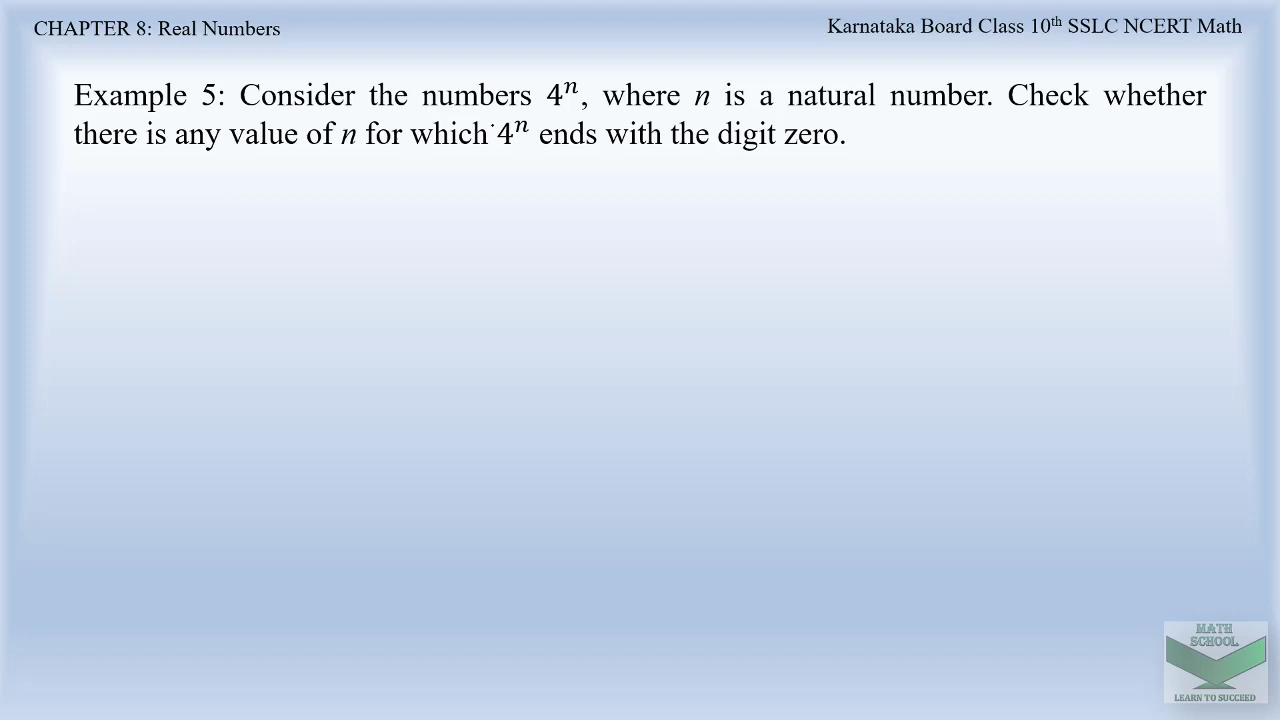 CHAPTER 8: Real Numbers
Karnataka Board Class 10th SSLC NCERT Math
Example 5: Consider the numbers 4ⁿ, where n is a natural number. Check whether
there is any value of n for which 4ⁿ ends with the digit zero.
MATH
SCHOOL
LEARN TO SUCCEED